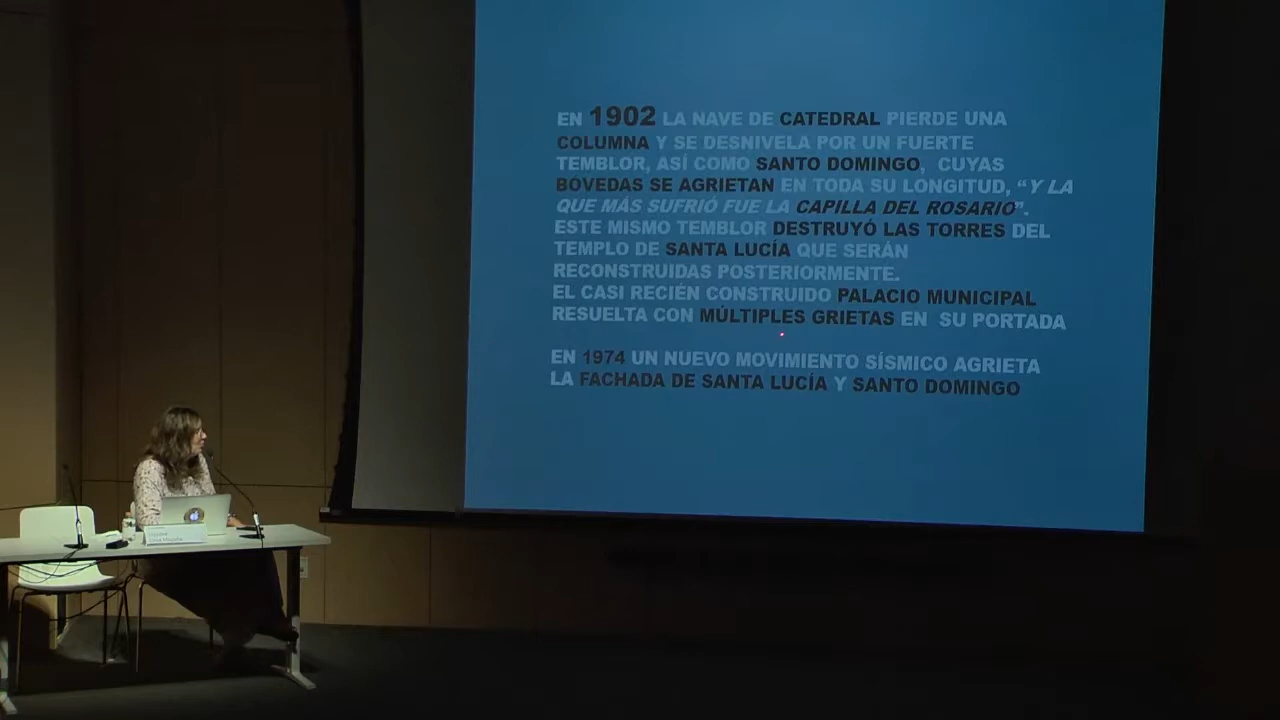 EN 1902 LA NAVE DE CATEDRAL PIERDE UNA
COLUMNA Y SE DESNIVELA POR UN FUERTE
TEMBLOR, ASÍ COMO SANTO DOMINGO, CUYAS
BÓVEDAS SE AGRIETAN EN TODA SU LONGITUD, “Y LA
QUE MÁS SUFRIÓ FUE LA CAPILLA DEL ROSARIO”.
ESTE MISMO TEMBLOR DESTRUYÓ LAS TORRES DEL
TEMPLO DE SANTA LUCÍA QUE SERÁN
RECONSTRUIDAS POSTERIORMENTE.
EL CASI RECIÉN CONSTRUIDO PALACIO MUNICIPAL
RESUELTA CON MÚLTIPLES GRIETAS EN SU PORTADA
EN 1974 UN NUEVO MOVIMIENTO SÍSMICO AGRIETA
LA FACHADA DE SANTA LUCÍA Y SANTO DOMINGO